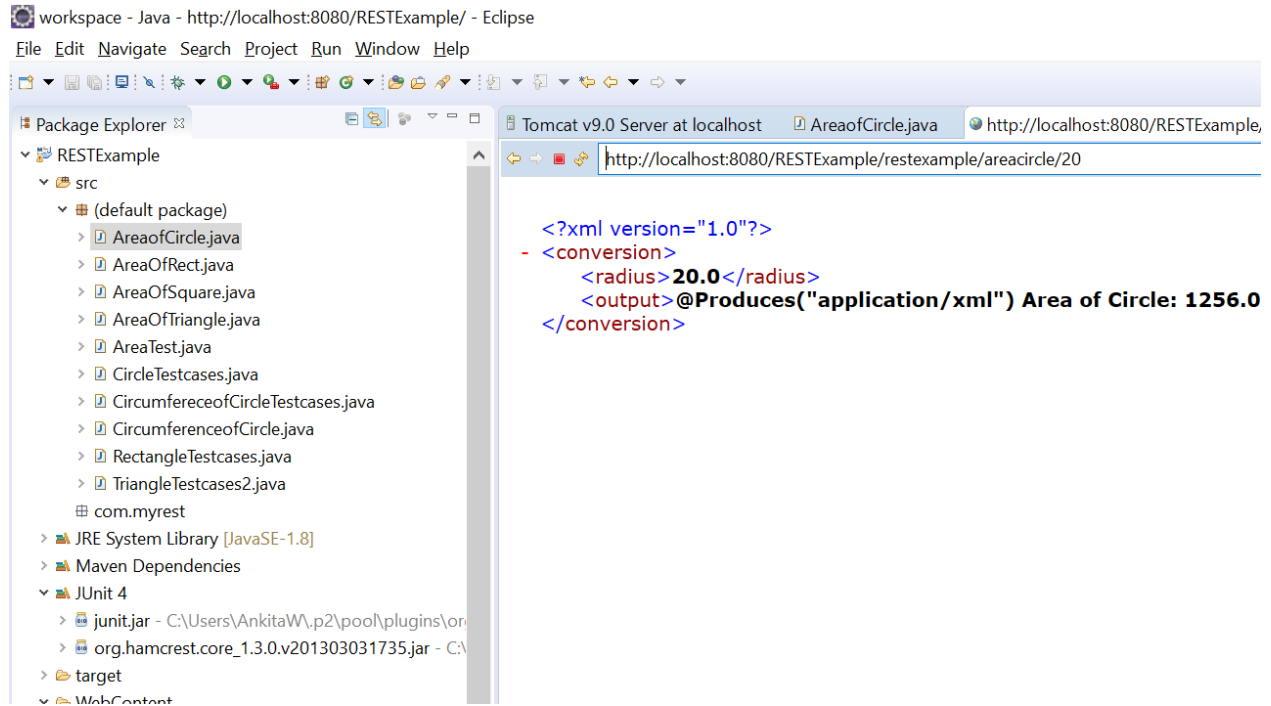 workspace - Java - http://localhost:8080/RESTExample/ - Eclipse
File Edit Navigate Search Project Run Window Help
Package Explorer
RESTExample
src
(default package)
AreaofCircle.java
AreaOfRect.java
AreaOfSquare.java
AreaOfTriangle.java
AreaTest.java
CircleTestcases.java
CircumfereceofCircleTestcases.java
CircumferenceofCircle.java
RectangleTestcases.java
TriangleTestcases2.java
com.myrest
JRE System Library [JavaSE-1.8]
Maven Dependencies
JUnit 4
junit.jar - C:\Users\AnkitaW\.p2\pool\plugins\or
org.hamcrest.core_1.3.0.v201303031735.jar - C:\
target
WebContent
Tomcat v9.0 Server at localhost AreaofCircle.java http://localhost:8080/RESTExample/
http://localhost:8080/RESTExample/restexample/areacircle/20
<?xml version="1.0"?>
- <conversion>
<radius>20.0</radius>
<output>@Produces("application/xml") Area of Circle: 1256.0
</conversion>